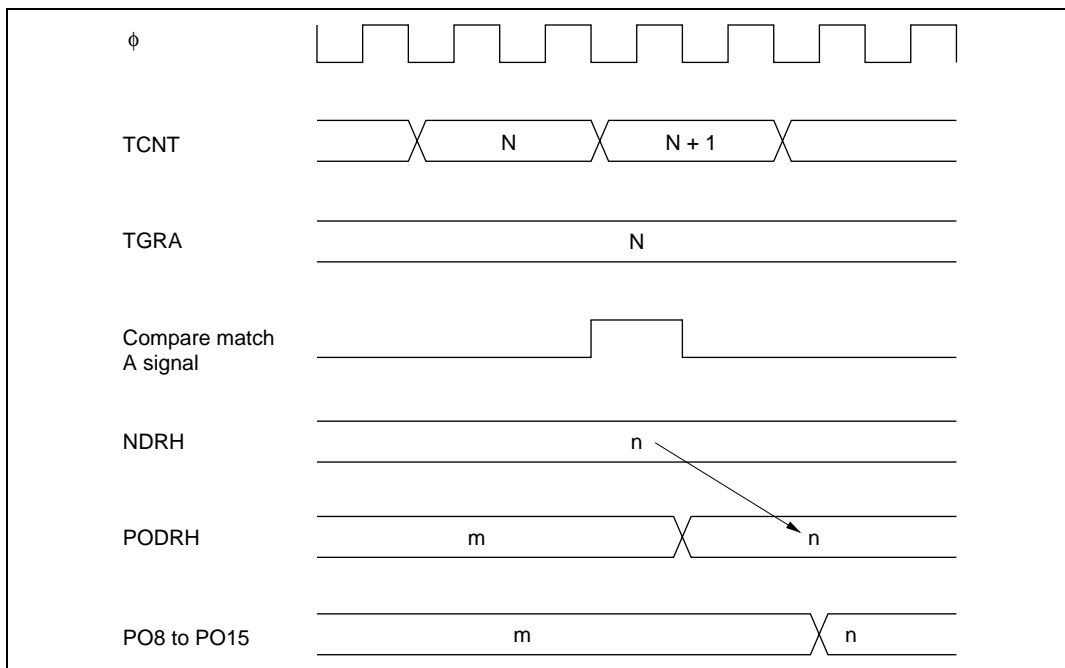 ϕ
TCNT N N + 1
TGRA N
Compare match
A signal
NDRH n
PODRH m n
PO8 to PO15 m n